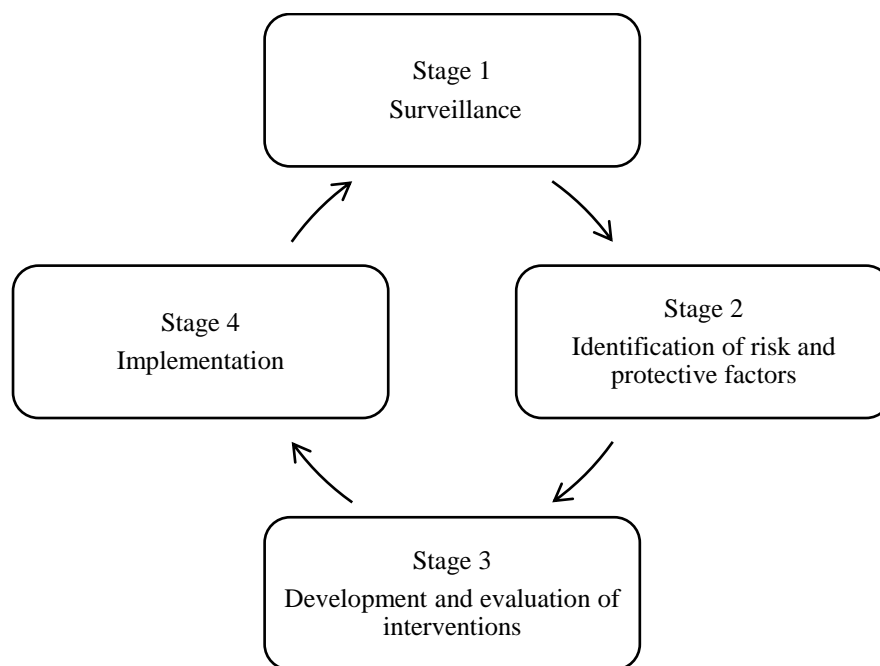 Stage 1
Surveillance
Stage 2
Identification of risk and
protective factors
Stage 3
Development and evaluation of
interventions
Stage 4
Implementation